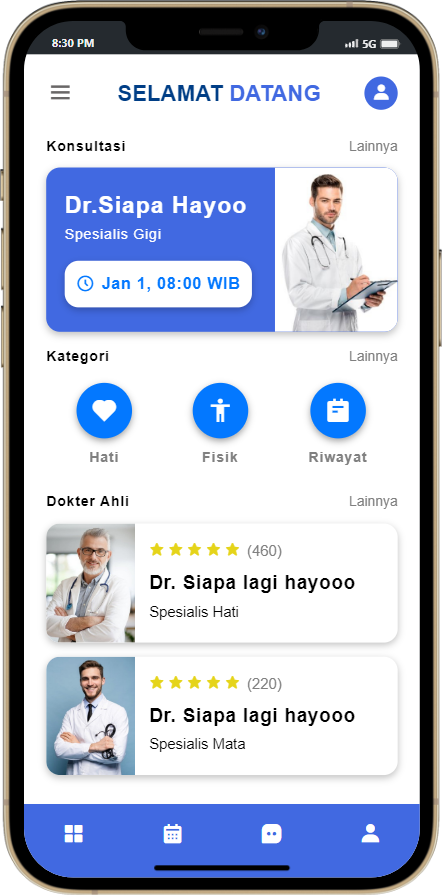 8:30 PM
5G
SELAMAT DATANG
Konsultasi
Lainnya
Dr.Siapa Hayoo
Spesialis Gigi
Jan 1, 08:00 WIB
Kategori
Lainnya
Hati
Fisik
Riwayat
Dokter Ahli
Lainnya
(460)
Dr. Siapa lagi hayooo
Spesialis Hati
(220)
Dr. Siapa lagi hayooo
Spesialis Mata